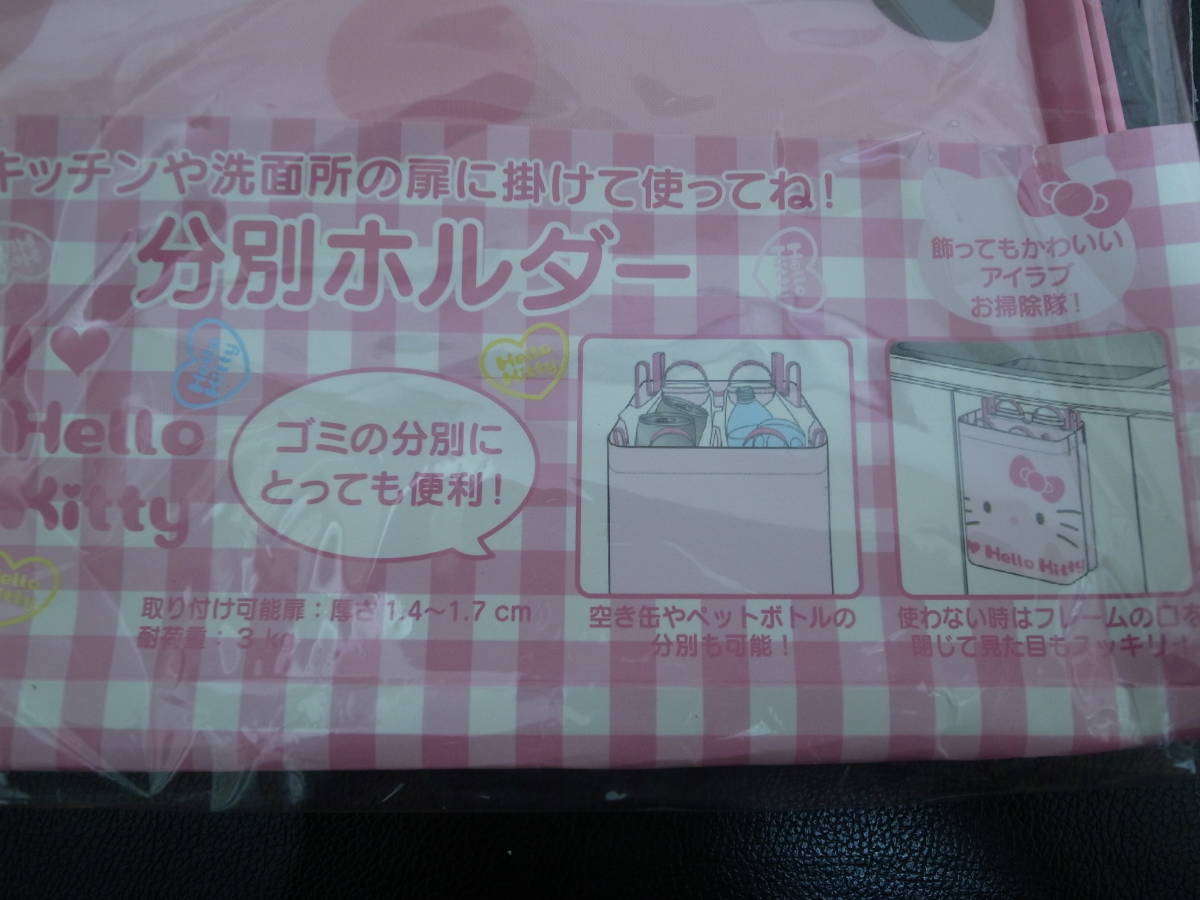 キッチンや洗面所の扉に掛けて使ってね!
分別ホルダー
飾ってもかわいい
アイラブ
お掃除隊!
Hello
Kitty
Hello
Kitty
Hello
Kitty
Hello
Kitty
ゴミの分別に
とっても便利!
Hello Kitty
Hello
Kitty
取り付け可能扉:厚さ1.4~1.7cm
耐荷重:3kg
空き缶やペットボトルの
分別も可能!
使わない時はフレームの口を
閉じて見た目もスッキリ!